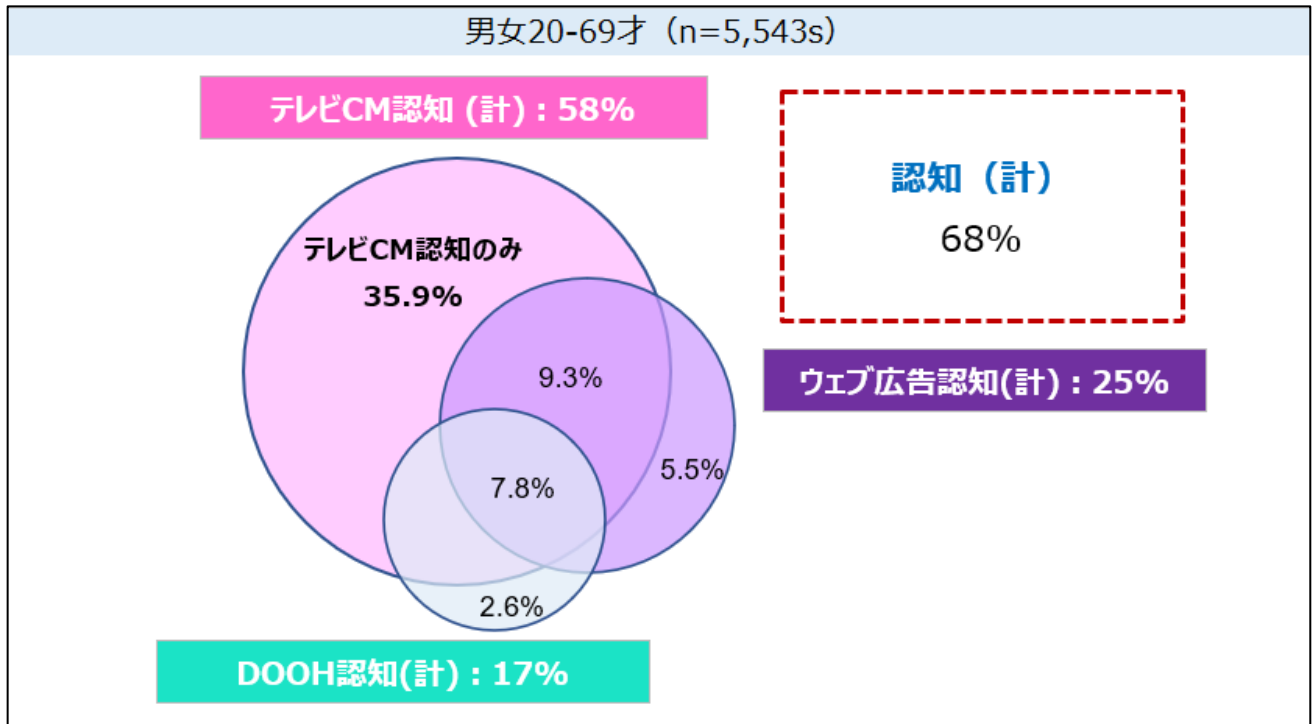 男女20-69才（n=5,543s）
テレビCM認知 (計)：58%
認知（計）
68%
テレビCM認知のみ
35.9%
ウェブ広告認知(計)：25%
9.3%
5.5%
7.8%
2.6%
DOOH認知(計)：17%